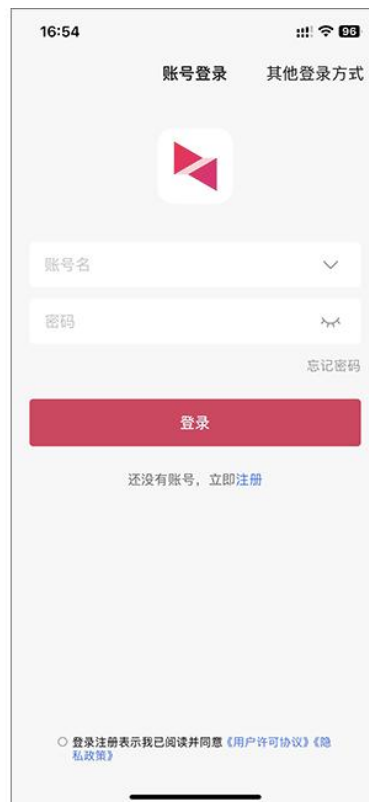 16:54 96
账号登录 其他登录方式
账号名
密码
忘记密码
登录
还没有账号，立即注册
登录注册表示我已阅读并同意《用户许可协议》《隐
私政策》